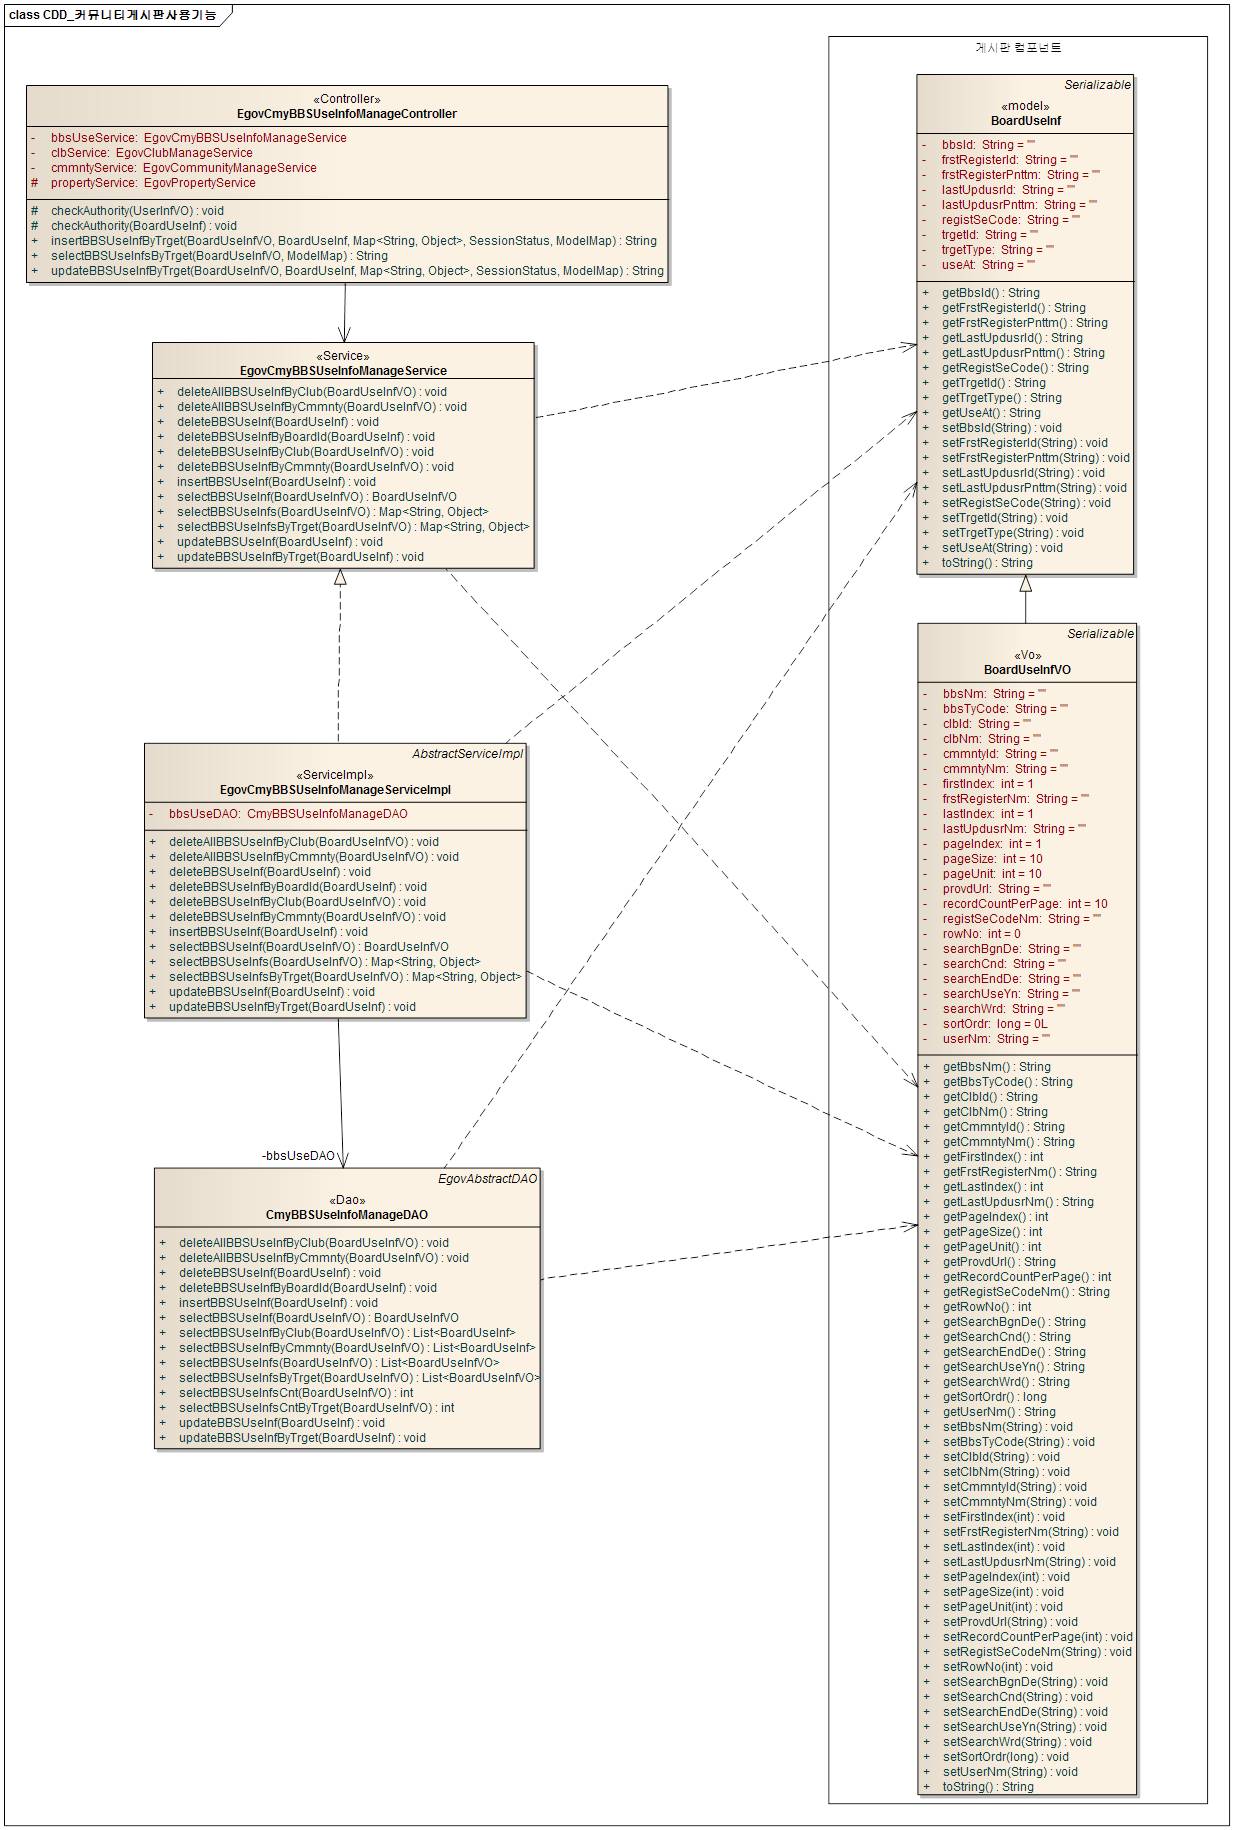 class CDD_커뮤니티게시판사용기능
«Controller»
EgovCmyBBSUseInfoManageController
- bbsUseService: EgovCmyBBSUseInfoManageService
- clbService: EgovClubManageService
- cmmntyService: EgovCommunityManageService
# propertyService: EgovPropertyService
# checkAuthority(UserInfVO) : void
# checkAuthority(BoardUseInf) : void
+ insertBBSUseInfByTrget(BoardUseInfVO, BoardUseInf, Map<String, Object>, SessionStatus, ModelMap) : String
+ selectBBSUseInfsByTrget(BoardUseInfVO, ModelMap) : String
+ updateBBSUseInfByTrget(BoardUseInfVO, BoardUseInf, Map<String, Object>, SessionStatus, ModelMap) : String
«Service»
EgovCmyBBSUseInfoManageService
+ deleteAllBBSUseInfByClub(BoardUseInfVO) : void
+ deleteAllBBSUseInfByCmmnty(BoardUseInfVO) : void
+ deleteBBSUseInf(BoardUseInf) : void
+ deleteBBSUseInfByBoardId(BoardUseInf) : void
+ deleteBBSUseInfByClub(BoardUseInfVO) : void
+ deleteBBSUseInfByCmmnty(BoardUseInfVO) : void
+ insertBBSUseInf(BoardUseInf) : void
+ selectBBSUseInf(BoardUseInfVO) : BoardUseInfVO
+ selectBBSUseInfs(BoardUseInfVO) : Map<String, Object>
+ selectBBSUseInfsByTrget(BoardUseInfVO) : Map<String, Object>
+ updateBBSUseInf(BoardUseInf) : void
+ updateBBSUseInfByTrget(BoardUseInf) : void
AbstractServiceImpl
«ServiceImpl»
EgovCmyBBSUseInfoManageServiceImpl
- bbsUseDAO: CmyBBSUseInfoManageDAO
+ deleteAllBBSUseInfByClub(BoardUseInfVO) : void
+ deleteAllBBSUseInfByCmmnty(BoardUseInfVO) : void
+ deleteBBSUseInf(BoardUseInf) : void
+ deleteBBSUseInfByBoardId(BoardUseInf) : void
+ deleteBBSUseInfByClub(BoardUseInfVO) : void
+ deleteBBSUseInfByCmmnty(BoardUseInfVO) : void
+ insertBBSUseInf(BoardUseInf) : void
+ selectBBSUseInf(BoardUseInfVO) : BoardUseInfVO
+ selectBBSUseInfs(BoardUseInfVO) : Map<String, Object>
+ selectBBSUseInfsByTrget(BoardUseInfVO) : Map<String, Object>
+ updateBBSUseInf(BoardUseInf) : void
+ updateBBSUseInfByTrget(BoardUseInf) : void
-bbsUseDAO
EgovAbstractDAO
«Dao»
CmyBBSUseInfoManageDAO
+ deleteAllBBSUseInfByClub(BoardUseInfVO) : void
+ deleteAllBBSUseInfByCmmnty(BoardUseInfVO) : void
+ deleteBBSUseInf(BoardUseInf) : void
+ deleteBBSUseInfByBoardId(BoardUseInf) : void
+ insertBBSUseInf(BoardUseInf) : void
+ selectBBSUseInf(BoardUseInfVO) : BoardUseInfVO
+ selectBBSUseInfByClub(BoardUseInfVO) : List<BoardUseInf>
+ selectBBSUseInfByCmmnty(BoardUseInfVO) : List<BoardUseInf>
+ selectBBSUseInfs(BoardUseInfVO) : List<BoardUseInfVO>
+ selectBBSUseInfsByTrget(BoardUseInfVO) : List<BoardUseInfVO>
+ selectBBSUseInfsCnt(BoardUseInfVO) : int
+ selectBBSUseInfsCntByTrget(BoardUseInfVO) : int
+ updateBBSUseInf(BoardUseInf) : void
+ updateBBSUseInfByTrget(BoardUseInf) : void
게시판 컴포넌트
Serializable
«model»
BoardUseInf
- bbsId: String = ""
- frstRegisterId: String = ""
- frstRegisterPnttm: String = ""
- lastUpdusrId: String = ""
- lastUpdusrPnttm: String = ""
- registSeCode: String = ""
- trgetId: String = ""
- trgetType: String = ""
- useAt: String = ""
+ getBbsId() : String
+ getFrstRegisterId() : String
+ getFrstRegisterPnttm() : String
+ getLastUpdusrId() : String
+ getLastUpdusrPnttm() : String
+ getRegistSeCode() : String
+ getTrgetId() : String
+ getTrgetType() : String
+ getUseAt() : String
+ setBbsId(String) : void
+ setFrstRegisterId(String) : void
+ setFrstRegisterPnttm(String) : void
+ setLastUpdusrId(String) : void
+ setLastUpdusrPnttm(String) : void
+ setRegistSeCode(String) : void
+ setTrgetId(String) : void
+ setTrgetType(String) : void
+ setUseAt(String) : void
+ toString() : String
Serializable
«Vo»
BoardUseInfVO
- bbsNm: String = ""
- bbsTyCode: String = ""
- clbId: String = ""
- clbNm: String = ""
- cmmntyId: String = ""
- cmmntyNm: String = ""
- firstIndex: int = 1
- frstRegisterNm: String = ""
- lastIndex: int = 1
- lastUpdusrNm: String = ""
- pageIndex: int = 1
- pageSize: int = 10
- pageUnit: int = 10
- provdUrl: String = ""
- recordCountPerPage: int = 10
- registSeCodeNm: String = ""
- rowNo: int = 0
- searchBgnDe: String = ""
- searchCnd: String = ""
- searchEndDe: String = ""
- searchUseYn: String = ""
- searchWrd: String = ""
- sortOrdr: long = 0L
- userNm: String = ""
+ getBbsNm() : String
+ getBbsTyCode() : String
+ getClbId() : String
+ getClbNm() : String
+ getCmmntyId() : String
+ getCmmntyNm() : String
+ getFirstIndex() : int
+ getFrstRegisterNm() : String
+ getLastIndex() : int
+ getLastUpdusrNm() : String
+ getPageIndex() : int
+ getPageSize() : int
+ getPageUnit() : int
+ getProvdUrl() : String
+ getRecordCountPerPage() : int
+ getRegistSeCodeNm() : String
+ getRowNo() : int
+ getSearchBgnDe() : String
+ getSearchCnd() : String
+ getSearchEndDe() : String
+ getSearchUseYn() : String
+ getSearchWrd() : String
+ getSortOrdr() : long
+ getUserNm() : String
+ setBbsNm(String) : void
+ setBbsTyCode(String) : void
+ setClbId(String) : void
+ setClbNm(String) : void
+ setCmmntyId(String) : void
+ setCmmntyNm(String) : void
+ setFirstIndex(int) : void
+ setFrstRegisterNm(String) : void
+ setLastIndex(int) : void
+ setLastUpdusrNm(String) : void
+ setPageIndex(int) : void
+ setPageSize(int) : void
+ setPageUnit(int) : void
+ setProvdUrl(String) : void
+ setRecordCountPerPage(int) : void
+ setRegistSeCodeNm(String) : void
+ setRowNo(int) : void
+ setSearchBgnDe(String) : void
+ setSearchCnd(String) : void
+ setSearchEndDe(String) : void
+ setSearchUseYn(String) : void
+ setSearchWrd(String) : void
+ setSortOrdr(long) : void
+ setUserNm(String) : void
+ toString() : String